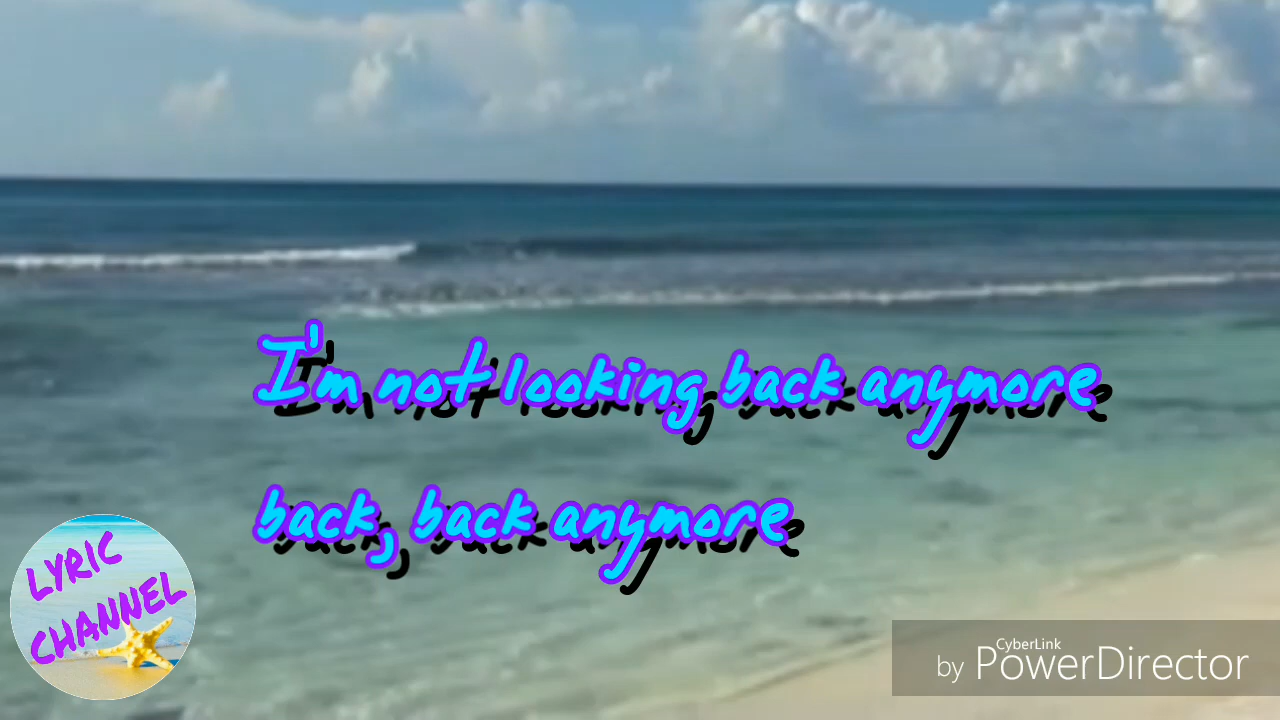 I'm not looking back anymore
back, back anymore
LYRIC
CHANNEL
CyberLink
by PowerDirector